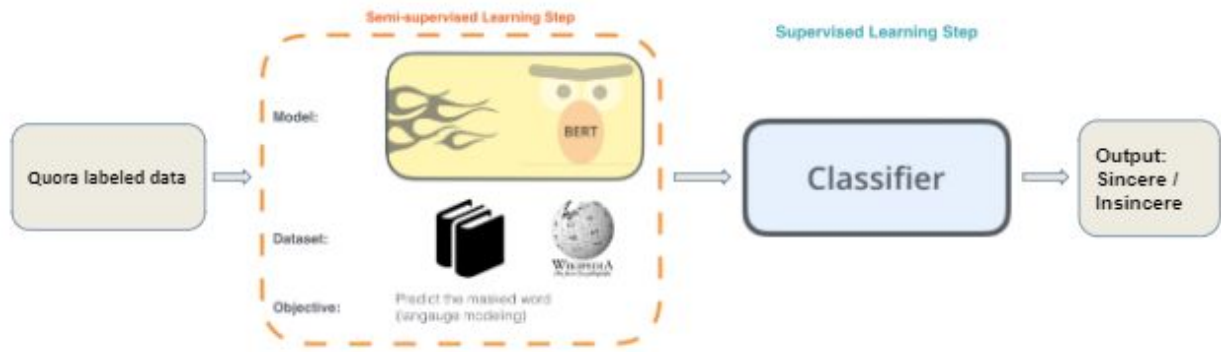 Semi-supervised Learning Step
Supervised Learning Step
Quora labeled data
Model:
BERT
Classifier
Output:
Sincere /
Insincere
Dataset:
WIKIPEDIA
Objective:
Predict the masked word
(langauge modeling)